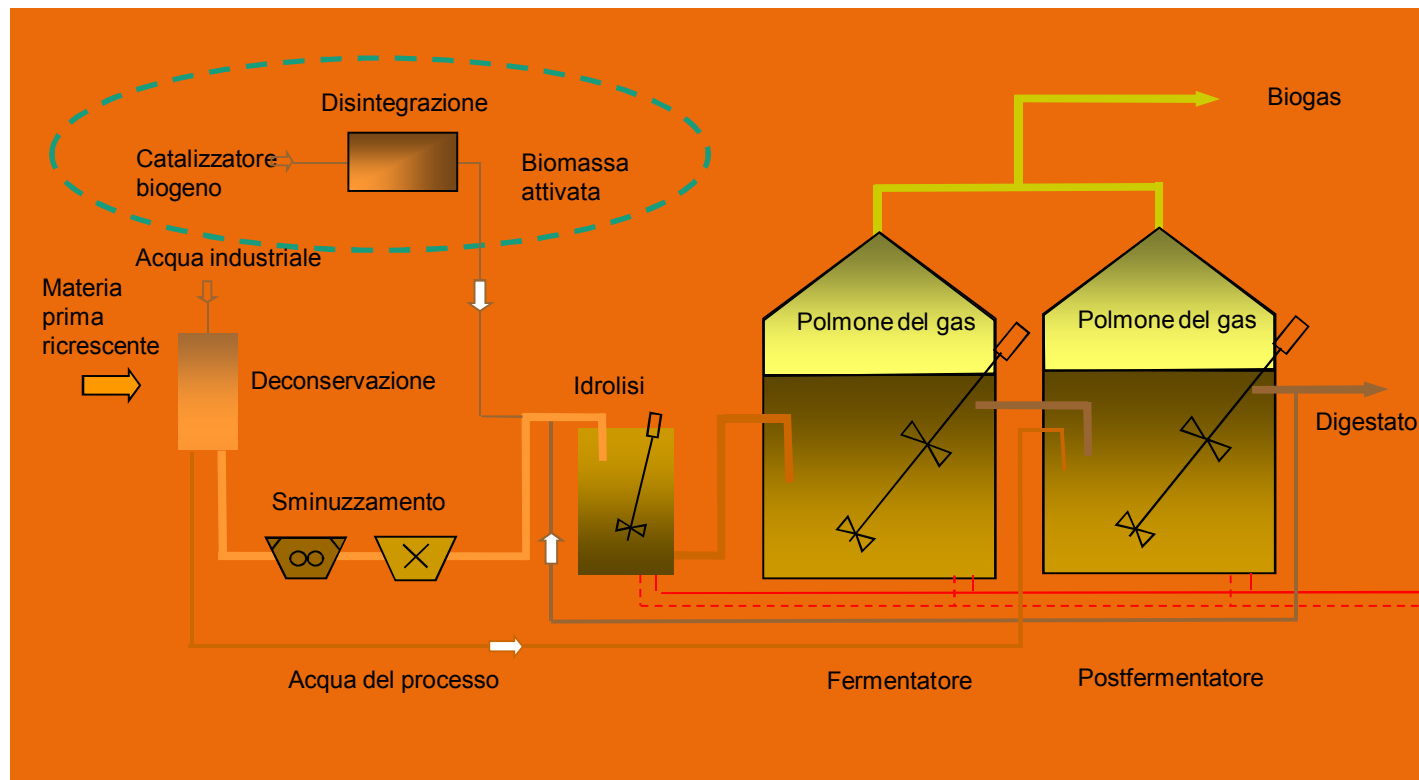 Disintegrazione
Biogas
Catalizzatore
biogeno
Biomassa
attivata
Acqua industriale
Materia
prima
ricrescente
Polmone del gas
Polmone del gas
Deconservazione
Idrolisi
Digestato
Sminuzzamento
Acqua del processo
Fermentatore
Postfermentatore